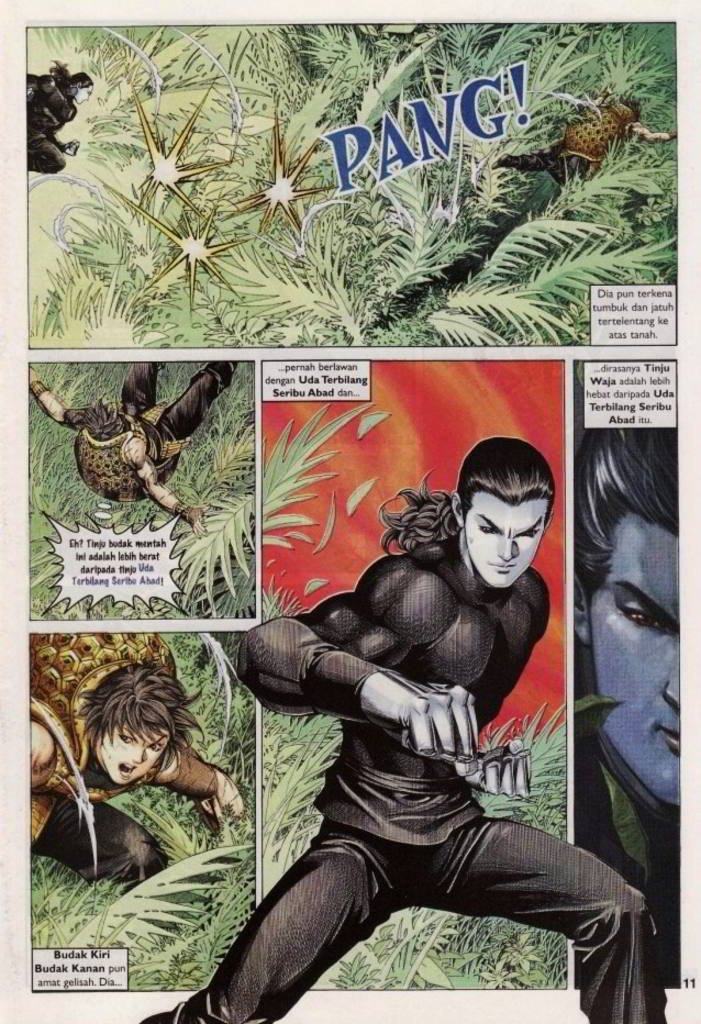 PANG!
Dia pun terkena
tumbuk dan jatuh
tertelentang ke
atas tanah.
Eh? Tinju budak mentah
ini adalah lebih berat
daripada tinju Uda
Terbilang Seribu Abad!
Budak Kiri
Budak Kanan pun
amat gelisah. Dia...
...pernah berlawan
dengan Uda Terbilang
Seribu Abad dan...
...dirasanya Tinju
Waja adalah lebih
hebat daripada Uda
Terbilang Seribu
Abad itu.
11